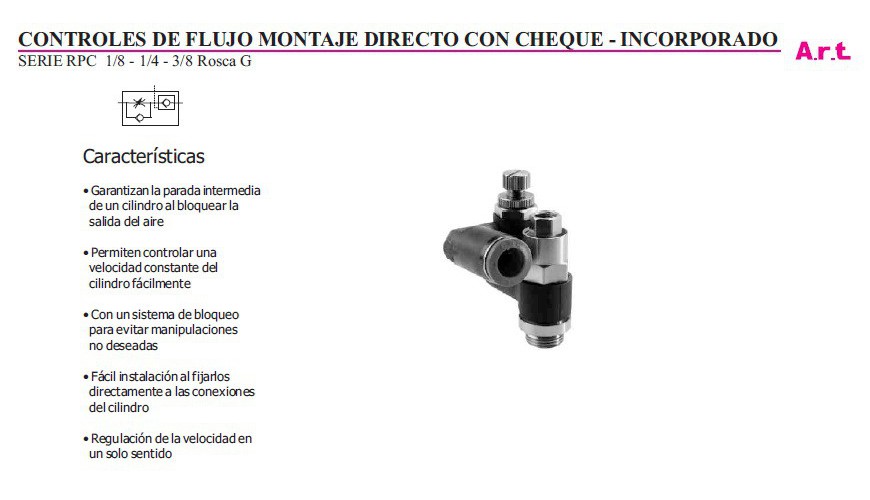 CONTROLES DE FLUJO MONTAJE DIRECTO CON CHEQUE - INCORPORADO
A.r.t.
SERIE RPC 1/8 - 1/4 - 3/8 Rosca G
Características
• Garantizan la parada intermedia
de un cilindro al bloquear la
salida del aire
• Permiten controlar una
velocidad constante del
cilindro fácilmente
• Con un sistema de bloqueo
para evitar manipulaciones
no deseadas
• Fácil instalación al fijarlos
directamente a las conexiones
del cilindro
• Regulación de la velocidad en
un solo sentido